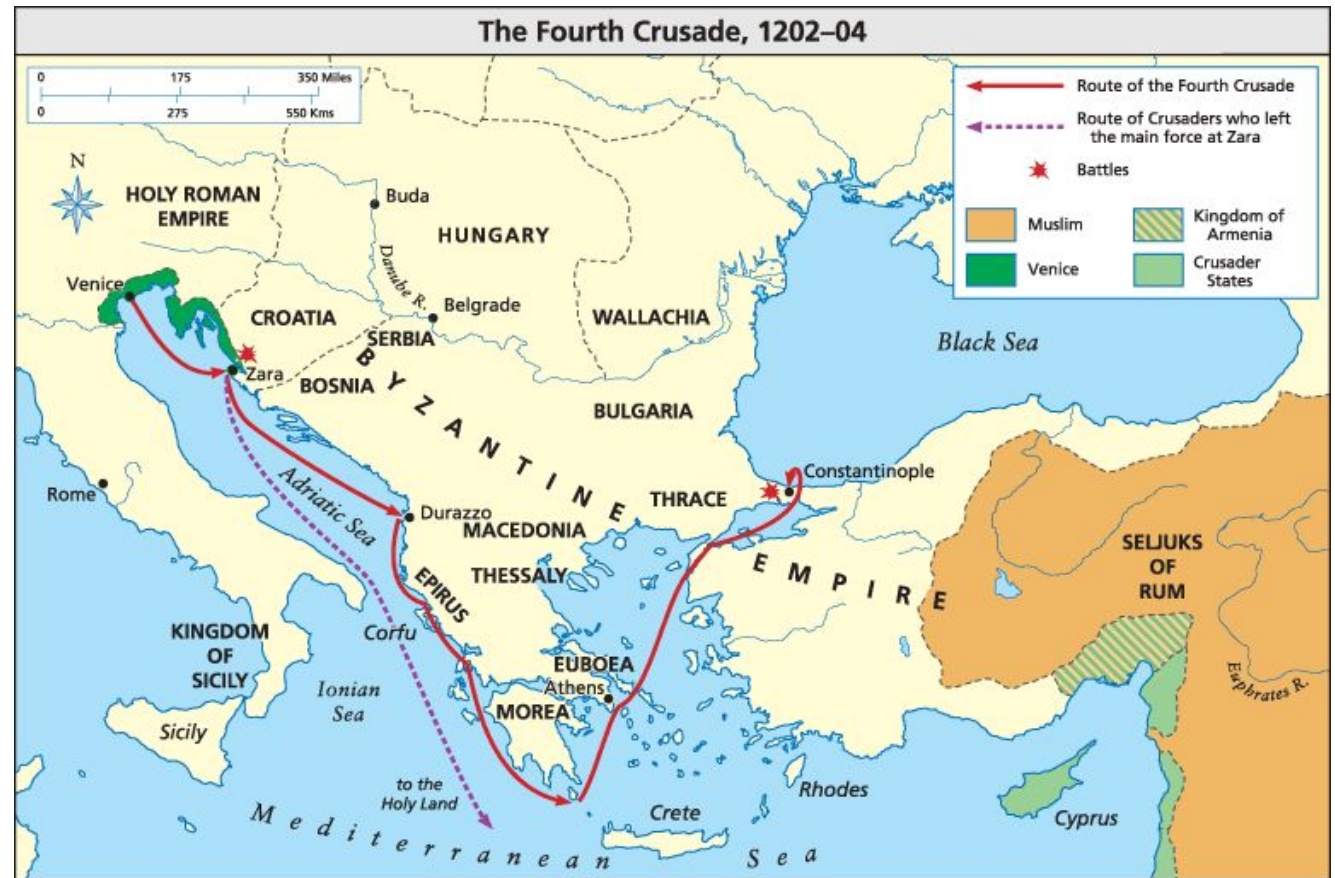 The Fourth Crusade, 1202–04
0 175 350 Miles
0 275 550 Kms
Route of the Fourth Crusade
Route of Crusaders who left
the main force at Zara
Battles
Muslim
Kingdom of
Armenia
Venice
Crusader
States
N
HOLY ROMAN
EMPIRE
Buda
HUNGARY
Danube R.
Venice
Belgrade
CROATIA
SERBIA
WALLACHIA
Black Sea
Zara
BOSNIA
BYZANTINE
EMPIRE
BULGARIA
Constantinople
Rome
Adriatic Sea
Durazzo
THRACE
MACEDONIA
SELJUKS
OF
RUM
THESSALY
EPIRUS
Corfu
KINGDOM
OF
SICILY
EUBOEA
Athens
Ionian
Sea
MOREA
Euphrates R.
Sicily
to the
Holy Land
Rhodes
Crete
Cyprus
Mediterranean Sea